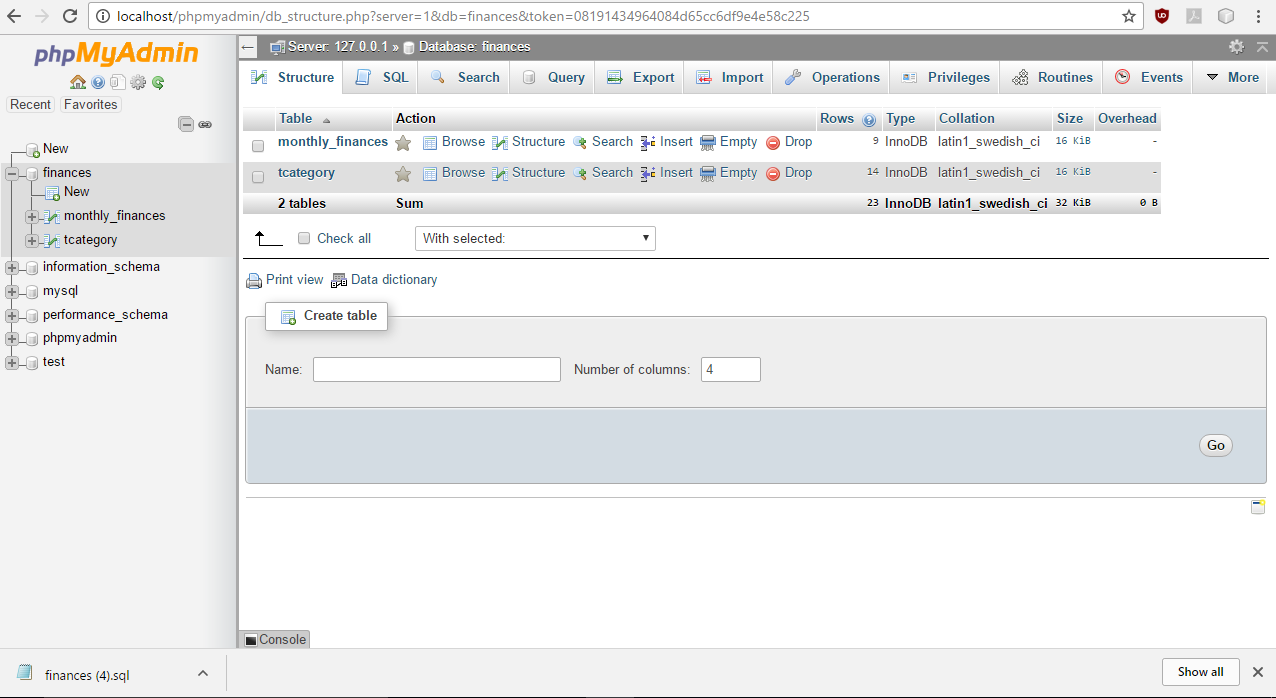 localhost/phpmyadmin/db_structure.php?server=1&db=finances&token=08191434964084d65cc6df9e4e58c225
phpMyAdmin
Recent Favorites
New
finances
New
monthly_finances
tcategory
information_schema
mysql
performance_schema
phpmyadmin
test
Server: 127.0.0.1 » Database: finances
Structure SQL Search Query Export Import Operations Privileges Routines Events More
Table Action Rows Type Collation Size Overhead
monthly_finances Browse Structure Search Insert Empty Drop 9 InnoDB latin1_swedish_ci 16 KiB -
tcategory Browse Structure Search Insert Empty Drop 14 InnoDB latin1_swedish_ci 16 KiB -
2 tables Sum 23 InnoDB latin1_swedish_ci 32 KiB 0 B
Check all With selected:
Print view Data dictionary
Create table
Name: Number of columns: 4
Go
Console
finances (4).sql Show all